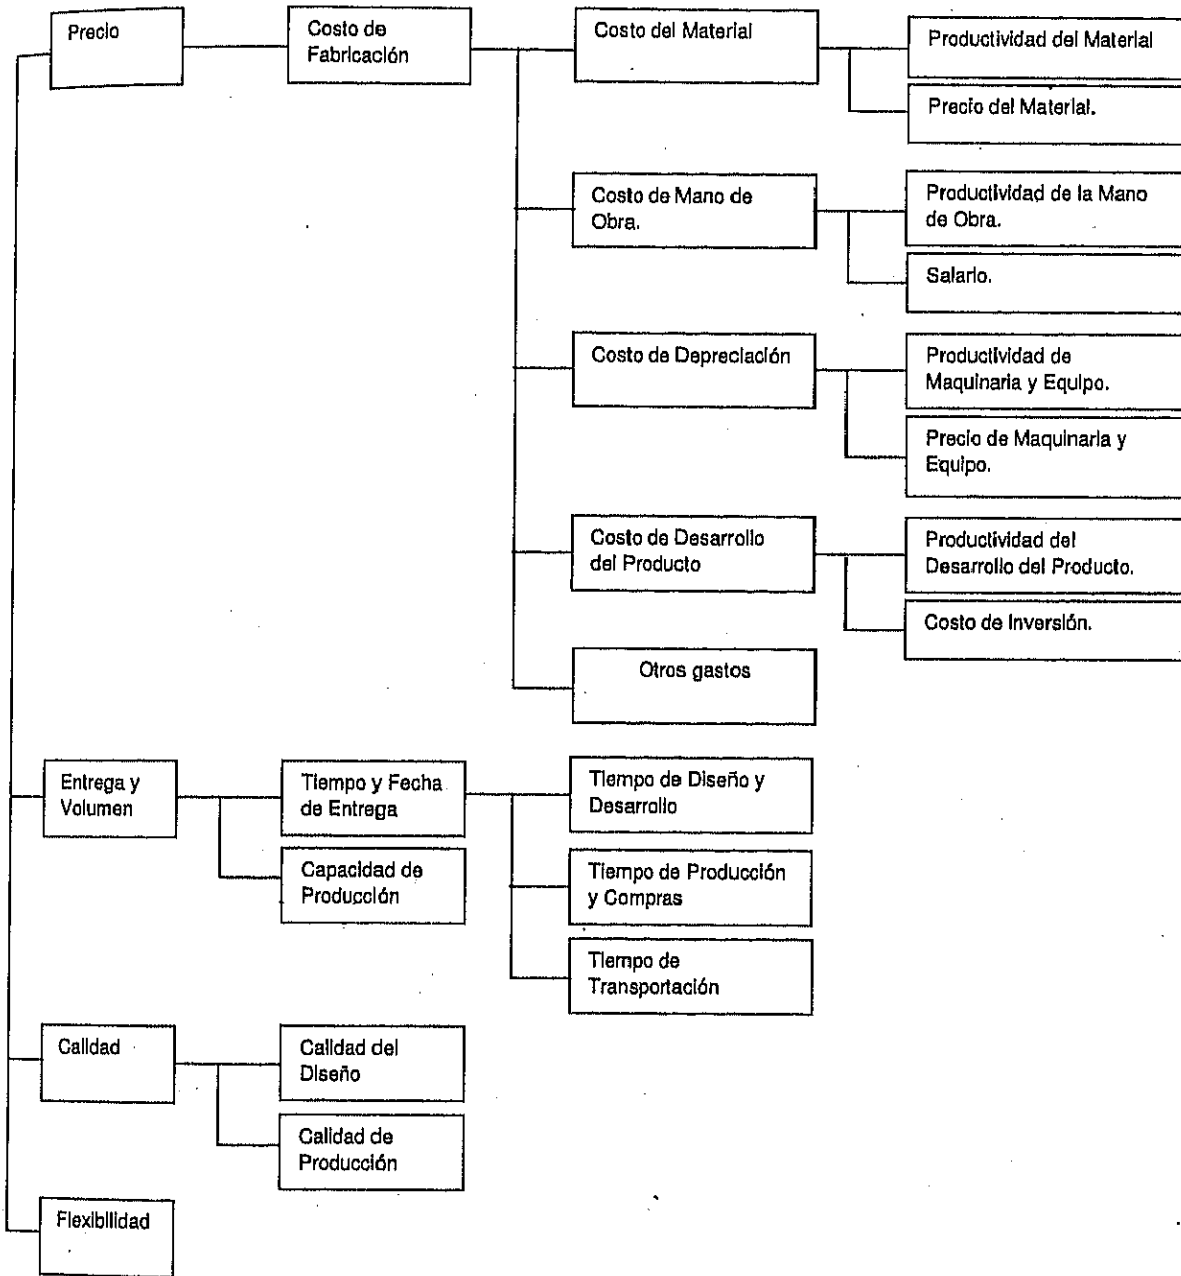 Precio
Costo de
Fabricación
Costo del Material
Productividad del Material
Precio del Material.
Costo de Mano de
Obra.
Productividad de la Mano
de Obra.
Salario.
Costo de Depreciación
Productividad de
Maquinaria y Equipo.
Precio de Maquinaria y
Equipo.
Costo de Desarrollo
del Producto
Productividad del
Desarrollo del Producto.
Costo de Inversión.
Otros gastos
Entrega y
Volumen
Tiempo y Fecha
de Entrega
Tiempo de Diseño y
Desarrollo
Capacidad de
Producción
Tiempo de Producción
y Compras
Tiempo de
Transportación
Calidad
Calidad del
Diseño
Calidad de
Producción
Flexibilidad